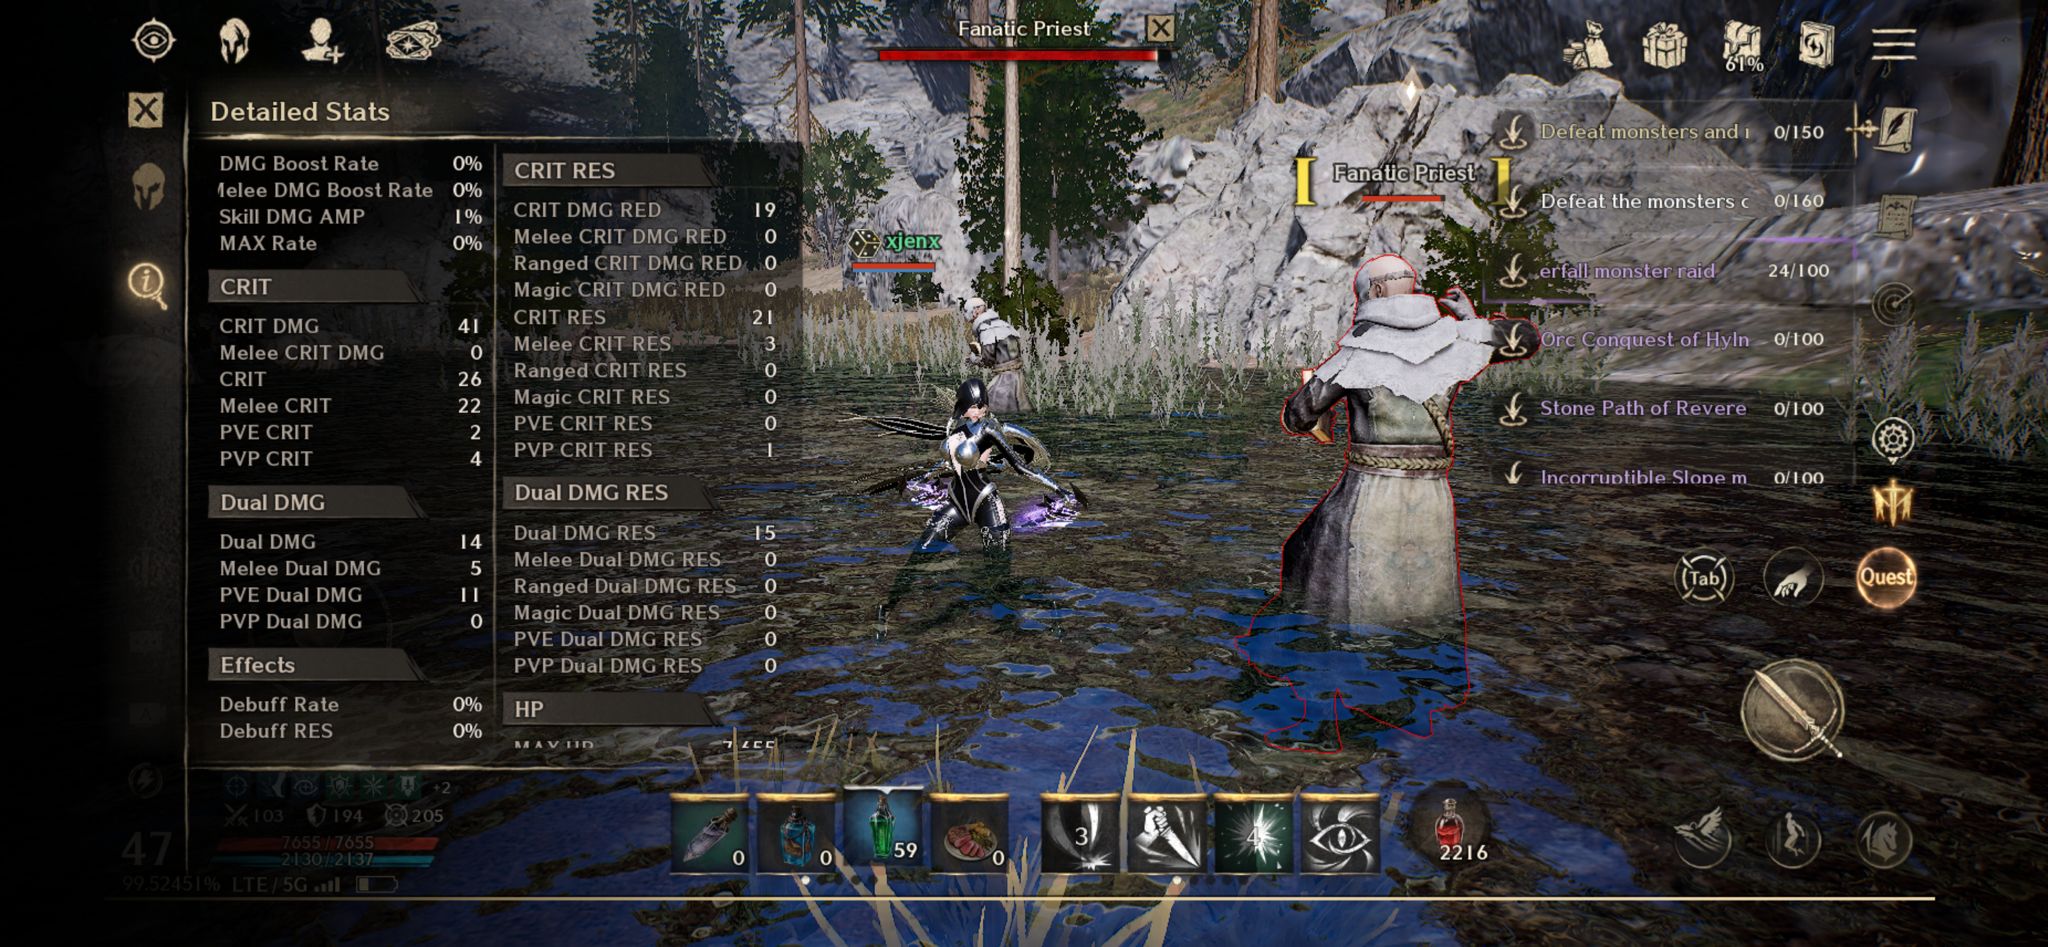 Fanatic Priest
61%
Detailed Stats
DMG Boost Rate 0%
Melee DMG Boost Rate 0%
Skill DMG AMP 1%
MAX Rate 0%
CRIT
CRIT DMG 41
Melee CRIT DMG 0
CRIT 26
Melee CRIT 22
PVE CRIT 2
PVP CRIT 4
Dual DMG
Dual DMG 14
Melee Dual DMG 5
PVE Dual DMG 11
PVP Dual DMG 0
Effects
Debuff Rate 0%
Debuff RES 0%
CRIT RES
CRIT DMG RED 19
Melee CRIT DMG RED 0
Ranged CRIT DMG RED 0
Magic CRIT DMG RED 0
CRIT RES 21
Melee CRIT RES 3
Ranged CRIT RES 0
Magic CRIT RES 0
PVE CRIT RES 0
PVP CRIT RES 1
Dual DMG RES
Dual DMG RES 15
Melee Dual DMG RES 0
Ranged Dual DMG RES 0
Magic Dual DMG RES 0
PVE Dual DMG RES 0
PVP Dual DMG RES 0
HP
MAX HP 7,655
xjenx
Fanatic Priest
Defeat monsters and 0/150
Defeat the monsters c 0/160
erfall monster raid 24/100
Orc Conquest of Hyln 0/100
Stone Path of Revere 0/100
Incorruptible Slope m 0/100
Tab
Quest
+2
103 194 205
47
7655/7655
2130/2137
99.52451% LTE/5G
0
0
59
0
3
4
2216